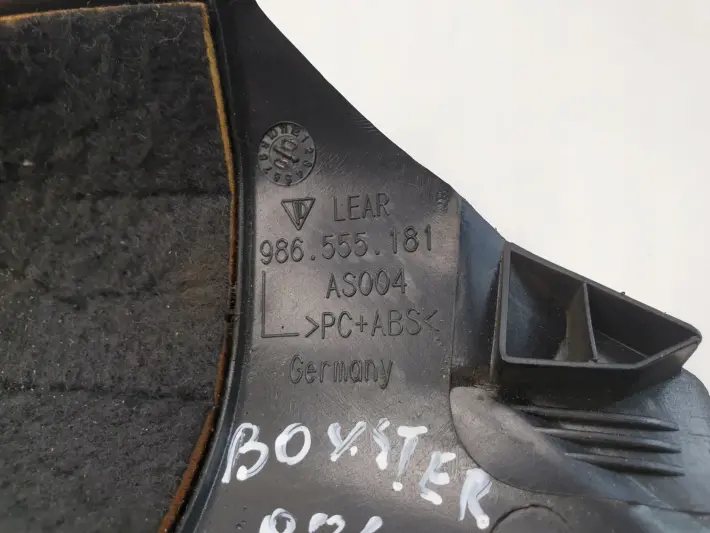 LEAR
986.555.181
AS004
>PC+ABS<
Germany
BOXSTER